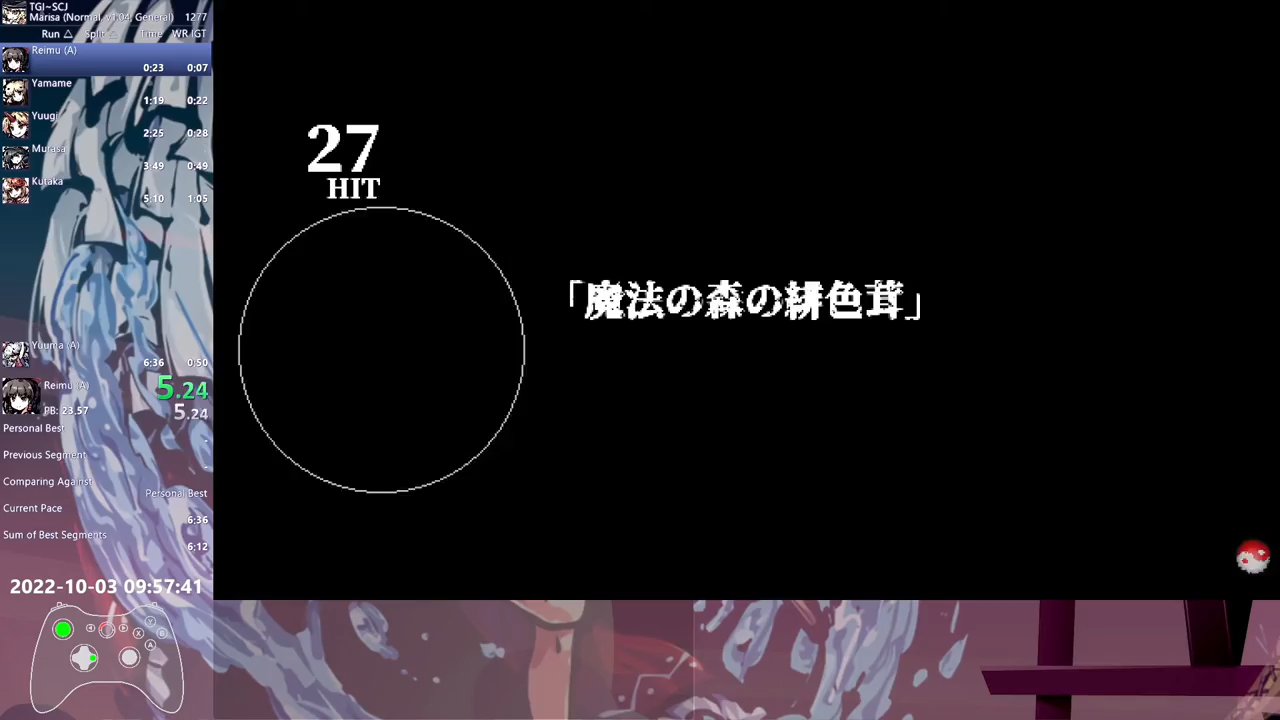 TGI~SCJ
Marisa (Normal, v1.04, General) 1277
Run △ Split △ Time WR IGT
Reimu (A)
0:23 0:07
Yamame
1:19 0:22
Yuugi
2:25 0:28
Murasa
3:49 0:49
Kutaka
5:10 1:05
27
HIT
「魔法の森の緋色茸」
Yuuma (A)
6:36 0:50
Reimu (A) 5.24
PB: 23.57 5.24
Personal Best
-
Previous Segment
-
Comparing Against
Personal Best
Current Pace
6:36
Sum of Best Segments
6:12
2022-10-03 09:57:41
Y
X B
A